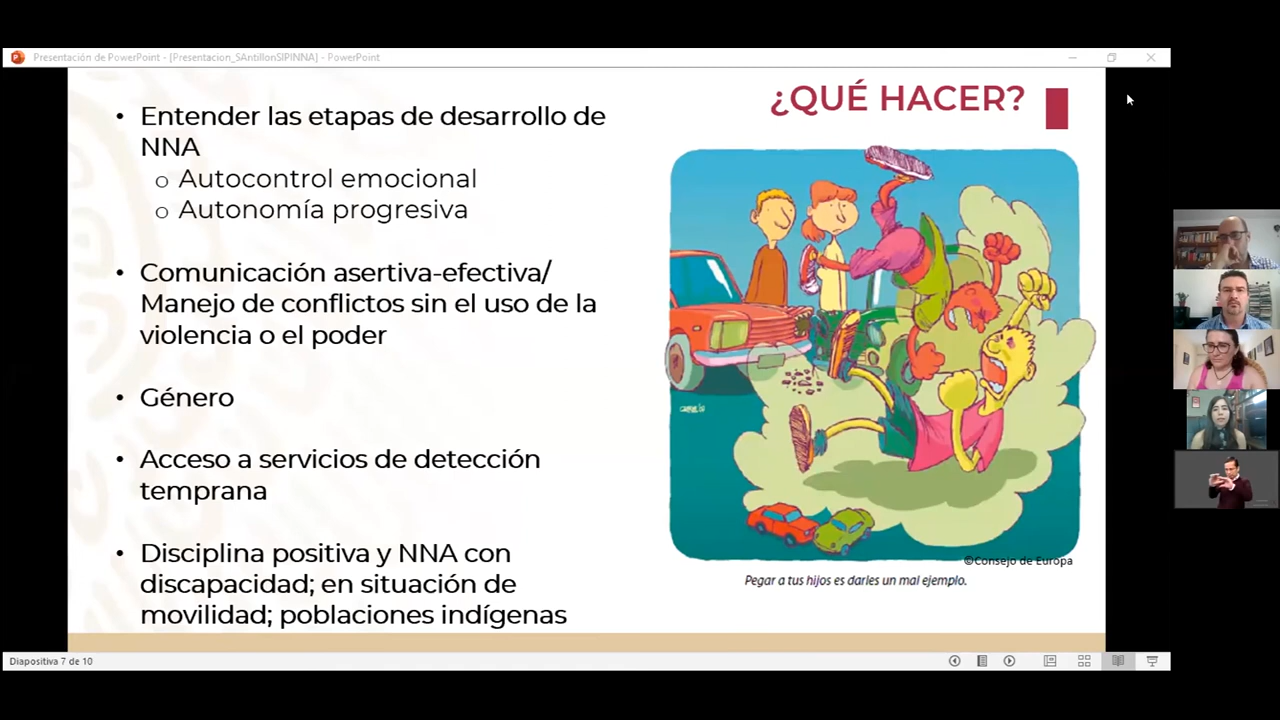 Presentación de PowerPoint - [Presentacion_SAntillonSIPINNA] - PowerPoint
¿QUÉ HACER?
• Entender las etapas de desarrollo de
NNA
o Autocontrol emocional
o Autonomía progresiva
• Comunicación asertiva-efectiva/
Manejo de conflictos sin el uso de la
violencia o el poder
• Género
• Acceso a servicios de detección
temprana
• Disciplina positiva y NNA con
discapacidad; en situación de
movilidad; poblaciones indígenas
©Consejo de Europa
Pegar a tus hijos es darles un mal ejemplo.
Diapositiva 7 de 10